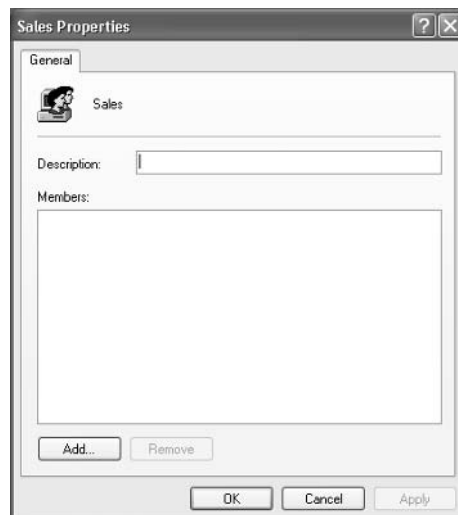 Sales Properties
General
Sales
Description:
Members:
Add... Remove
OK Cancel Apply